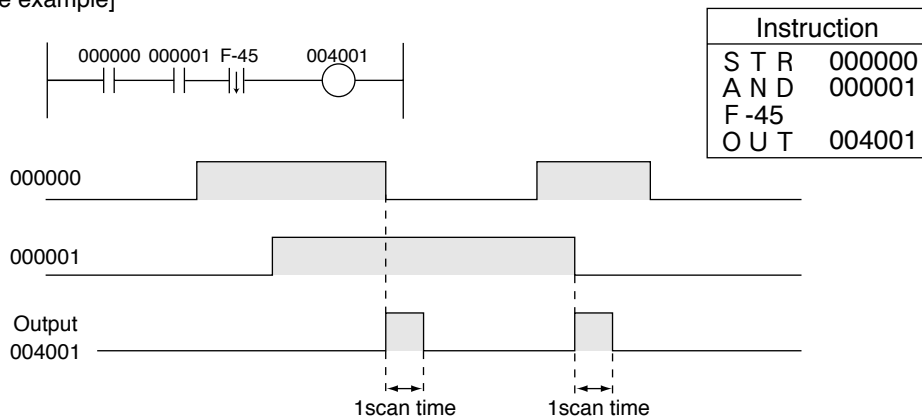 e example]
000000 000001 F-45 004001
Instruction
S T R 000000
A N D 000001
F -45
O U T 004001
000000
000001
Output
004001
1scan time 1scan time